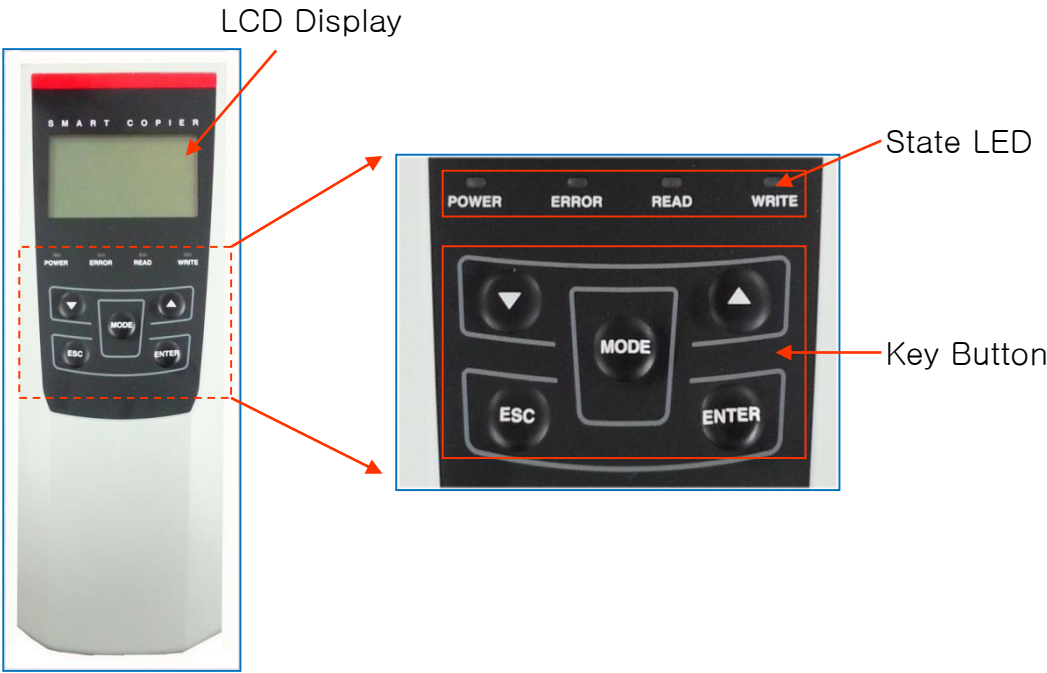 LCD Display
SMART COPIER
POWER ERROR READ WRITE
▼ ▲
MODE
ESC ENTER
State LED
POWER ERROR READ WRITE
▼ ▲
MODE
Key Button
ESC ENTER